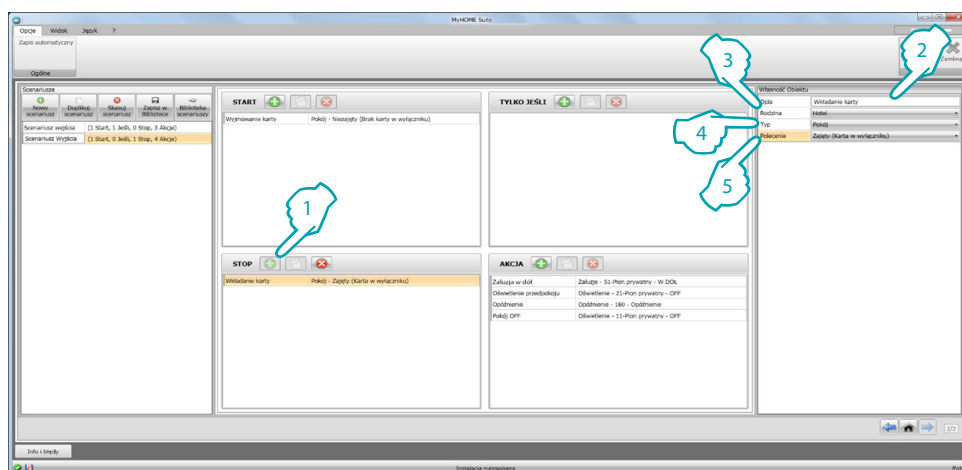 MyHOME Suite
Opcje Widok Język ?
Zapis automatyczny
Ogólne
Zamknij
Scenariusze
Nowy scenariusz
Duplikuj scenariusz
Skasuj scenariusz
Zapisz w Bibliotece
Biblioteka scenariuszy
Scenariusz wejścia (1 Start, 1 Jeśli, 0 Stop, 3 Akcje)
Scenariusz Wyjścia (1 Start, 0 Jeśli, 1 Stop, 4 Akcje)
START
Wyjmowanie karty Pokój - Niezajęty (Brak karty w wyłączniku)
TYLKO JEŚLI
STOP
Wkładanie karty Pokój - Zajęty (Karta w wyłączniku)
AKCJA
Żaluzja w dół Żaluzje - 51-Pion prywatny - W DÓŁ
Oświetlenie przedpokoju Oświetlenie - 21-Pion prywatny - OFF
Opóźnienie Opóźnienie - 180 - Opóźnienie
Pokój OFF Oświetlenie - 11-Pion prywatny - OFF
Własność Obiektu
Opis Wkładanie karty
Rodzina Hotel
Typ Pokój
Polecenie Zajęty (Karta w wyłączniku)
1
2
3
4
5
2/2
Info i błędy
Instalacja niezapisana